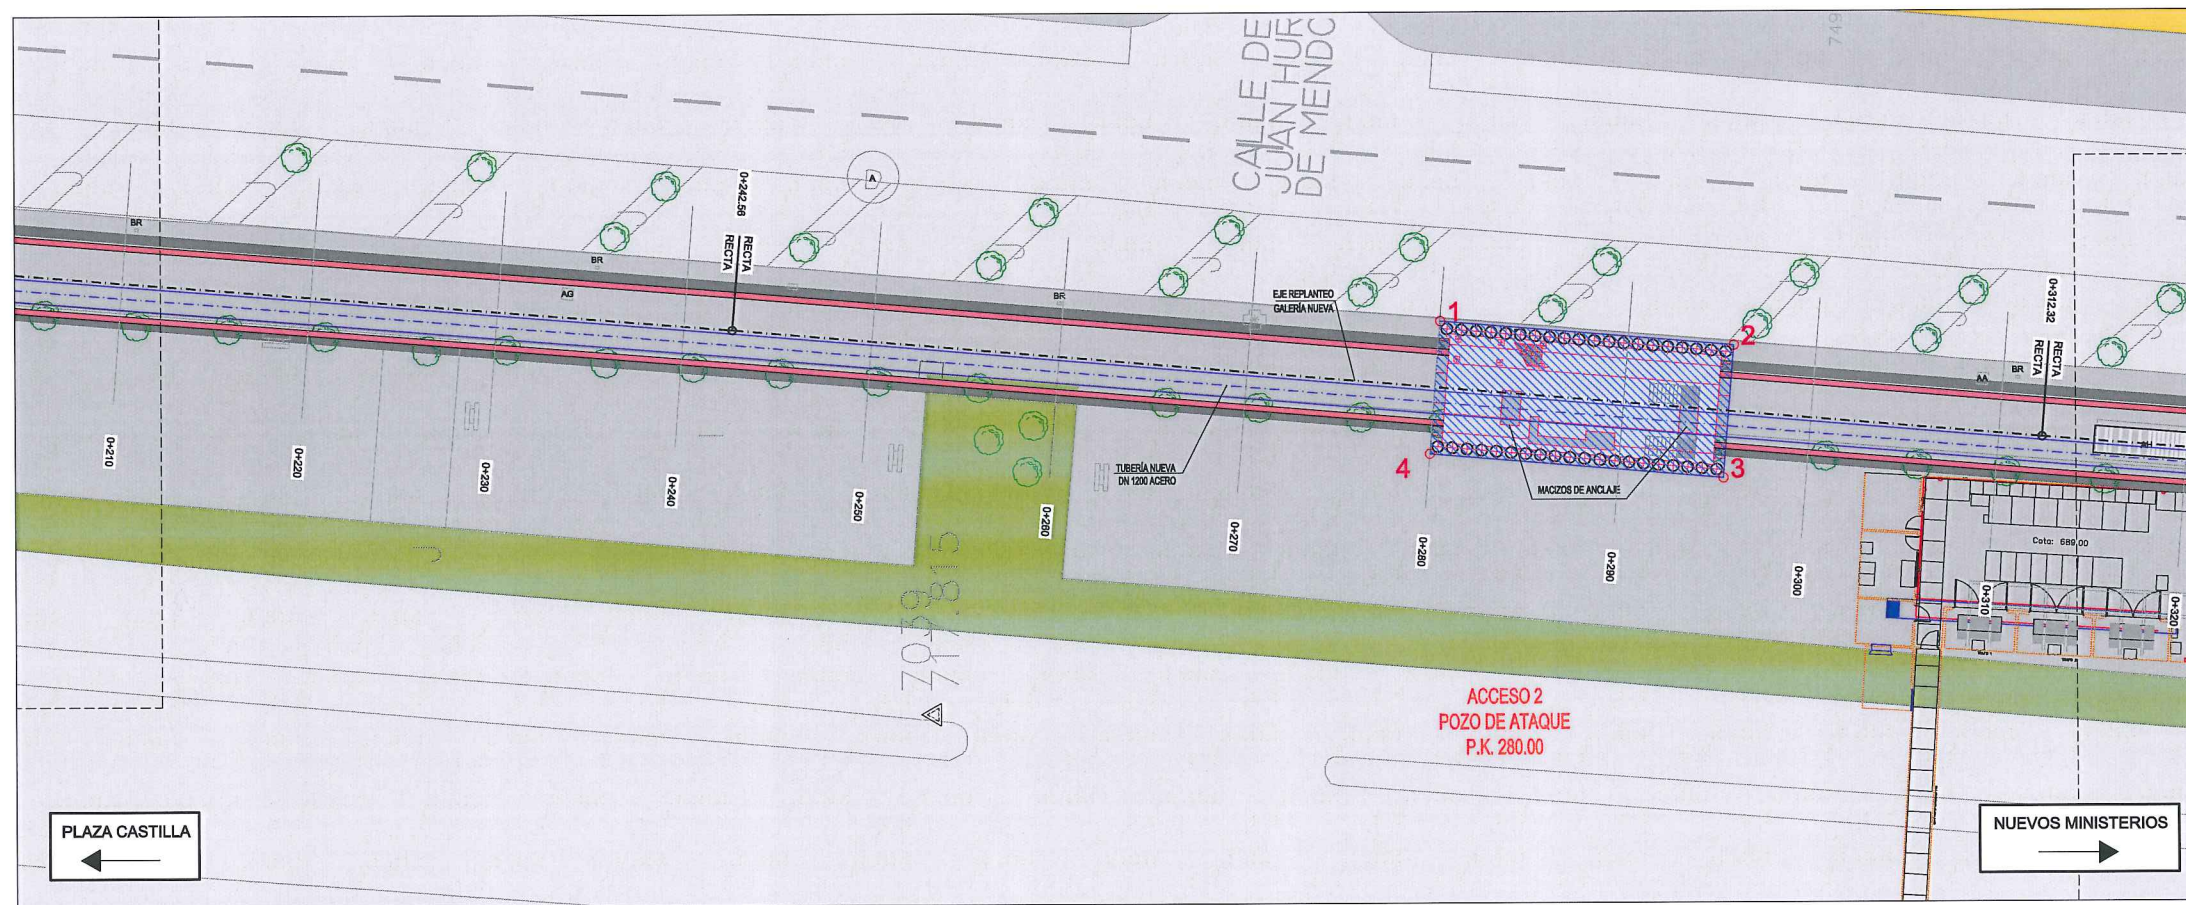 CALLE DE
JUAN HUR
DE MENDO
749
A
BR
0+242.56
RECTA
RECTA
BR
AG
BR
EJE REPLANTEO
GALERÍA NUEVA
1
2
0+312.32
RECTA
RECTA
BR
AA
AH
TUBERÍA NUEVA
DN 1200 ACERO
4
3
MACIZOS DE ANCLAJE
0+210
0+220
0+230
0+240
0+250
0+260
0+270
0+280
0+290
0+300
0+310
0+320
Cota: 689.00
717.815
ACCESO 2
POZO DE ATAQUE
P.K. 280.00
PLAZA CASTILLA
NUEVOS MINISTERIOS